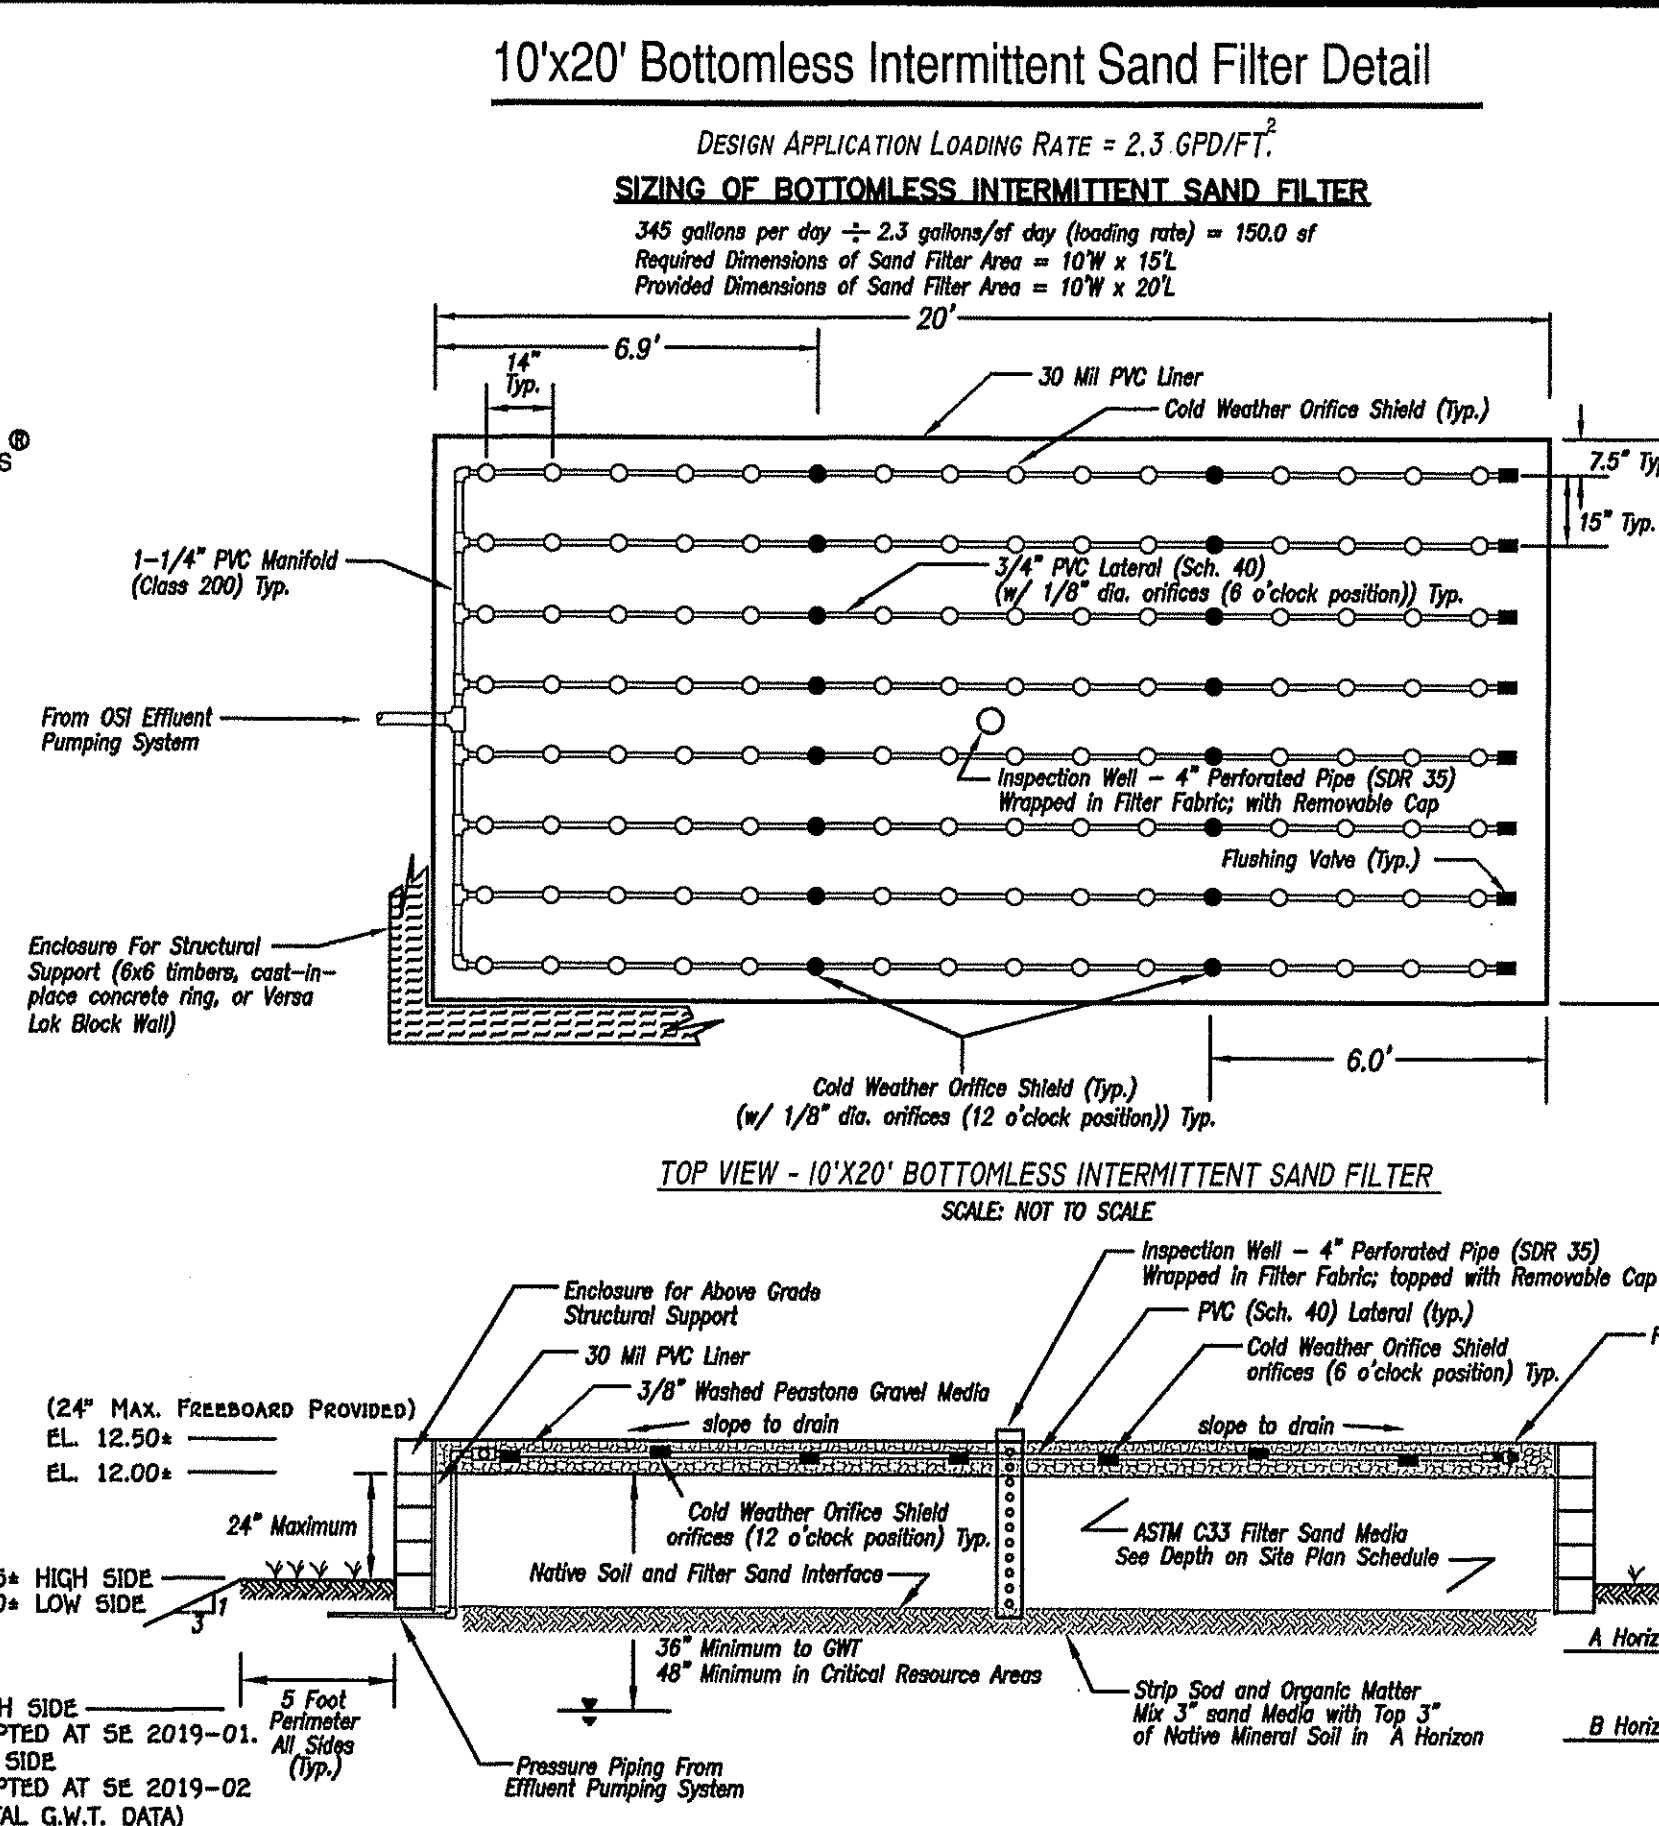 10'x20' Bottomless Intermittent Sand Filter Detail
DESIGN APPLICATION LOADING RATE = 2.3 GPD/FT.²
SIZING OF BOTTOMLESS INTERMITTENT SAND FILTER
345 gallons per day ÷ 2.3 gallons/sf day (loading rate) = 150.0 sf
Required Dimensions of Sand Filter Area = 10'W x 15'L
Provided Dimensions of Sand Filter Area = 10'W x 20'L
20'
6.9'
14"
Typ.
30 Mil PVC Liner
Cold Weather Orifice Shield (Typ.)
S®
7.5" Typ
15" Typ.
1-1/4" PVC Manifold
(Class 200) Typ.
3/4" PVC Lateral (Sch. 40)
(w/ 1/8" dia. orifices (6 o'clock position)) Typ.
From OSI Effluent
Pumping System
Inspection Well - 4" Perforated Pipe (SDR 35)
Wrapped in Filter Fabric; with Removable Cap
Flushing Valve (Typ.)
Enclosure For Structural
Support (6x6 timbers, cast-in-
place concrete ring, or Versa
Lok Block Wall)
6.0'
Cold Weather Orifice Shield (Typ.)
(w/ 1/8" dia. orifices (12 o'clock position)) Typ.
TOP VIEW - 10'X20' BOTTOMLESS INTERMITTENT SAND FILTER
SCALE: NOT TO SCALE
Inspection Well - 4" Perforated Pipe (SDR 35)
Wrapped in Filter Fabric; topped with Removable Cap
Enclosure for Above Grade
Structural Support
PVC (Sch. 40) Lateral (typ.)
30 Mil PVC Liner
Cold Weather Orifice Shield
orifices (6 o'clock position) Typ.
3/8" Washed Peastone Gravel Media
(24" MAX. FREEBOARD PROVIDED)
slope to drain
slope to drain
EL. 12.50±
EL. 12.00±
24" Maximum
Cold Weather Orifice Shield
orifices (12 o'clock position) Typ.
ASTM C33 Filter Sand Media
See Depth on Site Plan Schedule
Native Soil and Filter Sand Interface
± HIGH SIDE
± LOW SIDE
1
3
36" Minimum to GWT
48" Minimum in Critical Resource Areas
A Horiz
5 Foot
Perimeter
All Sides
(Typ.)
Strip Sod and Organic Matter
Mix 3" sand Media with Top 3"
of Native Mineral Soil in A Horizon
B Horiz
H SIDE
PTED AT SE 2019-01.
SIDE
PTED AT SE 2019-02
TAL G.W.T. DATA)
Pressure Piping From
Effluent Pumping System